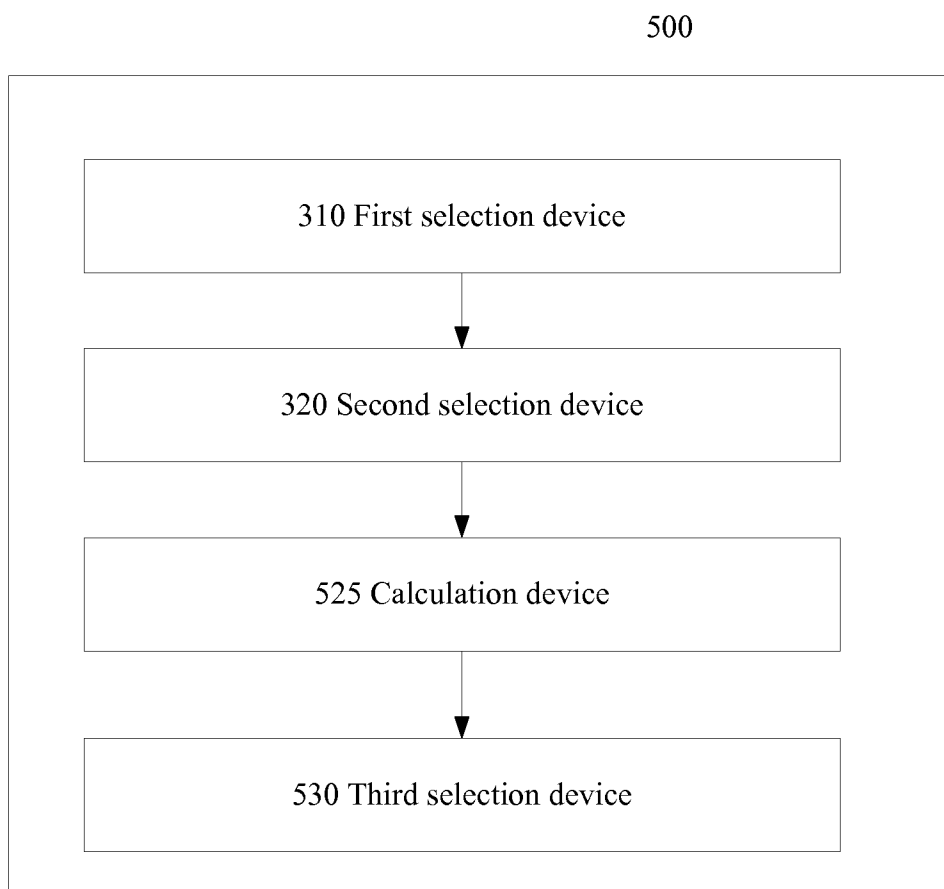 500
310 First selection device
320 Second selection device
525 Calculation device
530 Third selection device